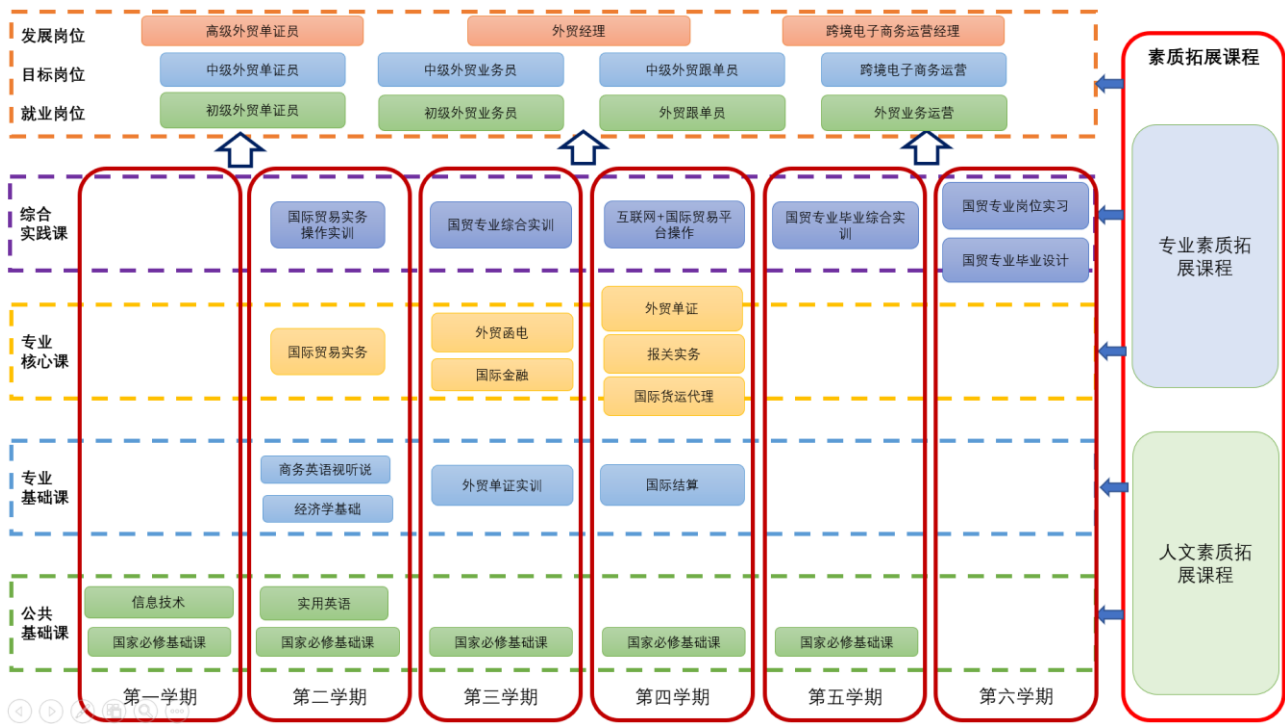 发展岗位
高级外贸单证员
外贸经理
跨境电子商务运营经理
目标岗位
中级外贸单证员
中级外贸业务员
中级外贸跟单员
跨境电子商务运营
就业岗位
初级外贸单证员
初级外贸业务员
外贸跟单员
外贸业务运营
综合
实践课
国际贸易实务
操作实训
国贸专业综合实训
互联网+国际贸易平
台操作
国贸专业毕业综合实
训
国贸专业岗位实习
国贸专业毕业设计
专业
核心课
国际贸易实务
外贸函电
国际金融
外贸单证
报关实务
国际货运代理
专业
基础课
商务英语视听说
经济学基础
外贸单证实训
国际结算
公共
基础课
信息技术
实用英语
国家必修基础课
国家必修基础课
国家必修基础课
国家必修基础课
国家必修基础课
第一学期
第二学期
第三学期
第四学期
第五学期
第六学期
素质拓展课程
专业素质拓
展课程
人文素质拓
展课程